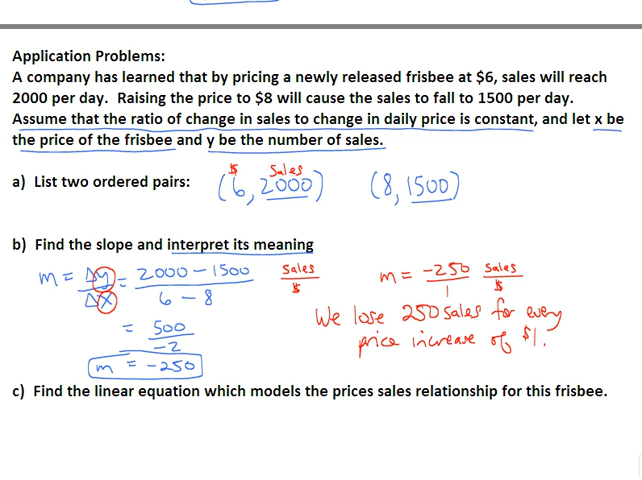 Application Problems:
A company has learned that by pricing a newly released frisbee at $6, sales will reach
2000 per day. Raising the price to $8 will cause the sales to fall to 1500 per day.
Assume that the ratio of change in sales to change in daily price is constant, and let x be
the price of the frisbee and y be the number of sales.
$ Sales
a) List two ordered pairs: (6, 2000) (8, 1500)
b) Find the slope and interpret its meaning
m = Δy/Δx = 2000 - 1500 / 6 - 8 Sales/$ m = -250/1 Sales/$
= 500/-2 We lose 250 sales for every
m = -250 price increase of $1.
c) Find the linear equation which models the prices sales relationship for this frisbee.